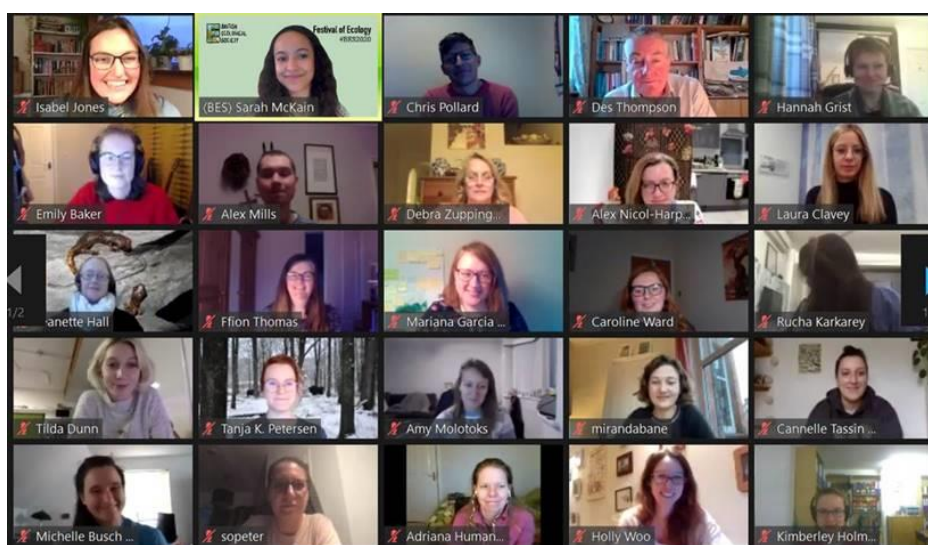 Isabel Jones
BRITISH
ECOLOGICAL
SOCIETY
Festival of Ecology
#BES2020
(BES) Sarah McKain
Chris Pollard
Des Thompson
Hannah Grist
Emily Baker
Alex Mills
Debra Zupping...
Alex Nicol-Harp...
Laura Clavey
1/2
eanette Hall
Ffion Thomas
Mariana Garcia ...
Caroline Ward
Rucha Karkarey
Tilda Dunn
Tanja K. Petersen
Amy Molotoks
mirandabane
Cannelle Tassin ...
Michelle Busch ...
sopeter
Adriana Human...
Holly Woo
Kimberley Holm...